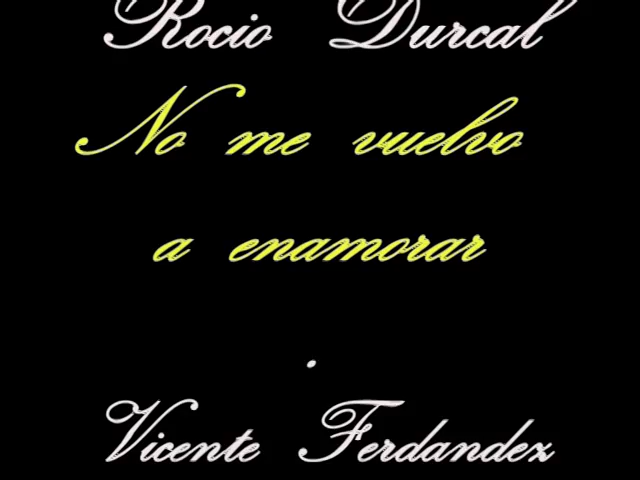 Rocio Durcal
No me vuelvo
a enamorar
.
Vicente Ferdandez